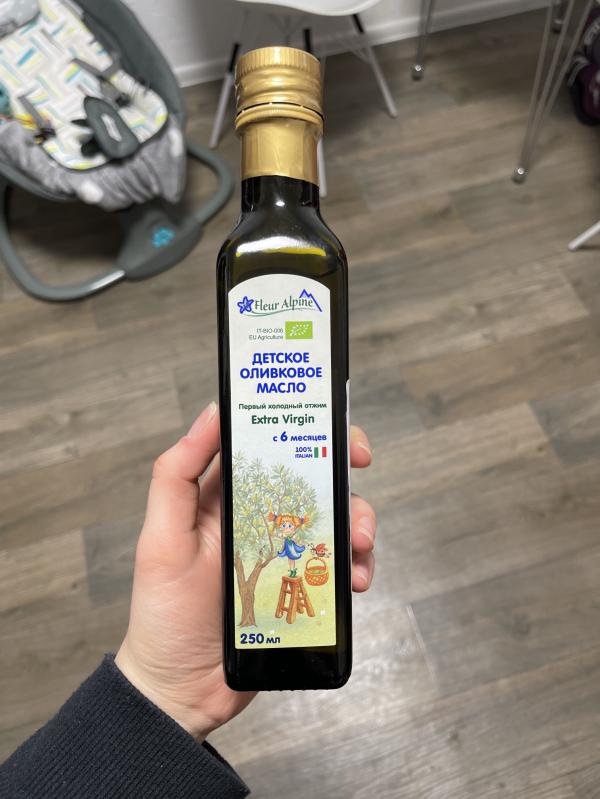 Fleur Alpine
IT-BIO-006
EU Agriculture
ДЕТСКОЕ
ОЛИВКОВОЕ
МАСЛО
Первый холодный отжим
Extra Virgin
с 6 месяцев
100%
ITALIAN
250 мл